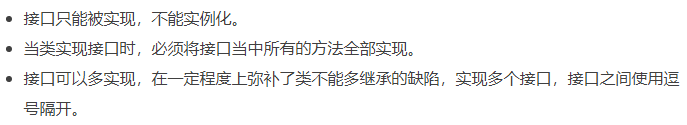 接口只能被实现，不能实例化。
当类实现接口时，必须将接口当中所有的方法全部实现。
接口可以多实现，在一定程度上弥补了类不能多继承的缺陷，实现多个接口，接口之间使用逗
号隔开。